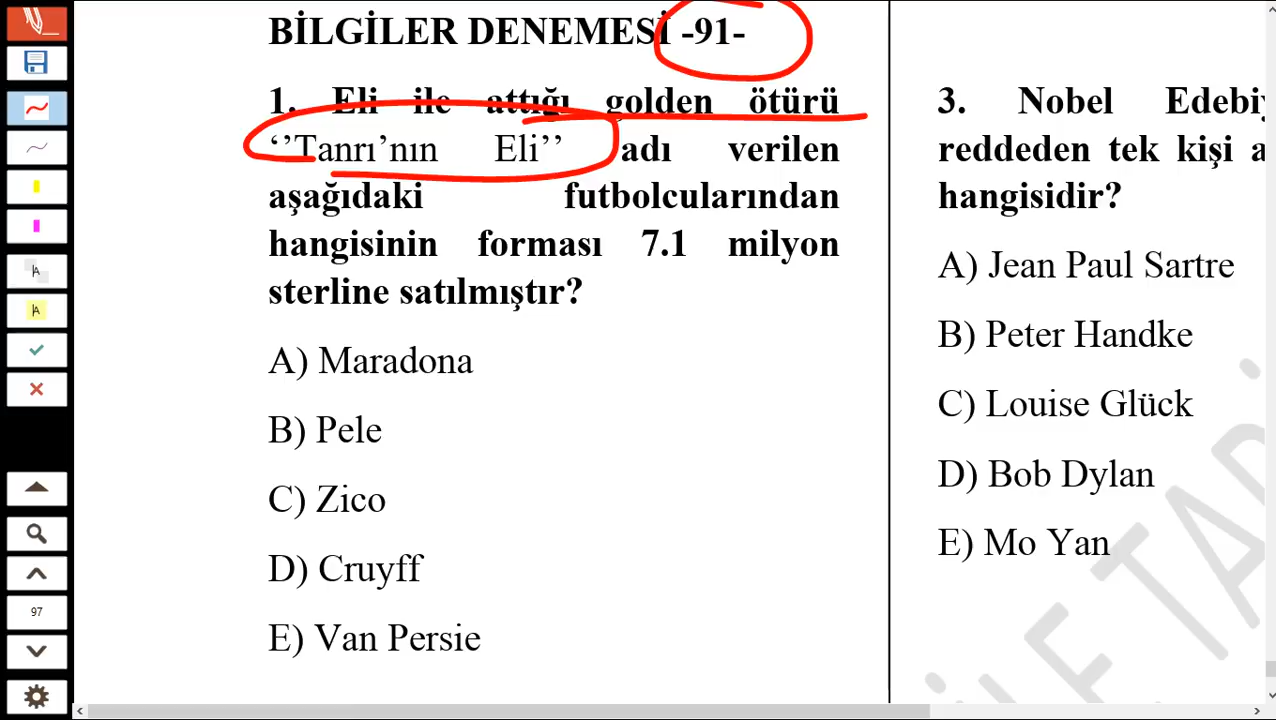 BİLGİLER DENEMESİ -91-
1. Eli ile attığı golden ötürü
‘’Tanrı’nın Eli’’ adı verilen
aşağıdaki futbolcularından
hangisinin forması 7.1 milyon
sterline satılmıştır?
A) Maradona
B) Pele
C) Zico
D) Cruyff
E) Van Persie
3. Nobel
reddeden tek kişi
hangisidir?
A) Jean Paul Sartre
B) Peter Handke
C) Louise Glück
D) Bob Dylan
E) Mo Yan
A
A
97